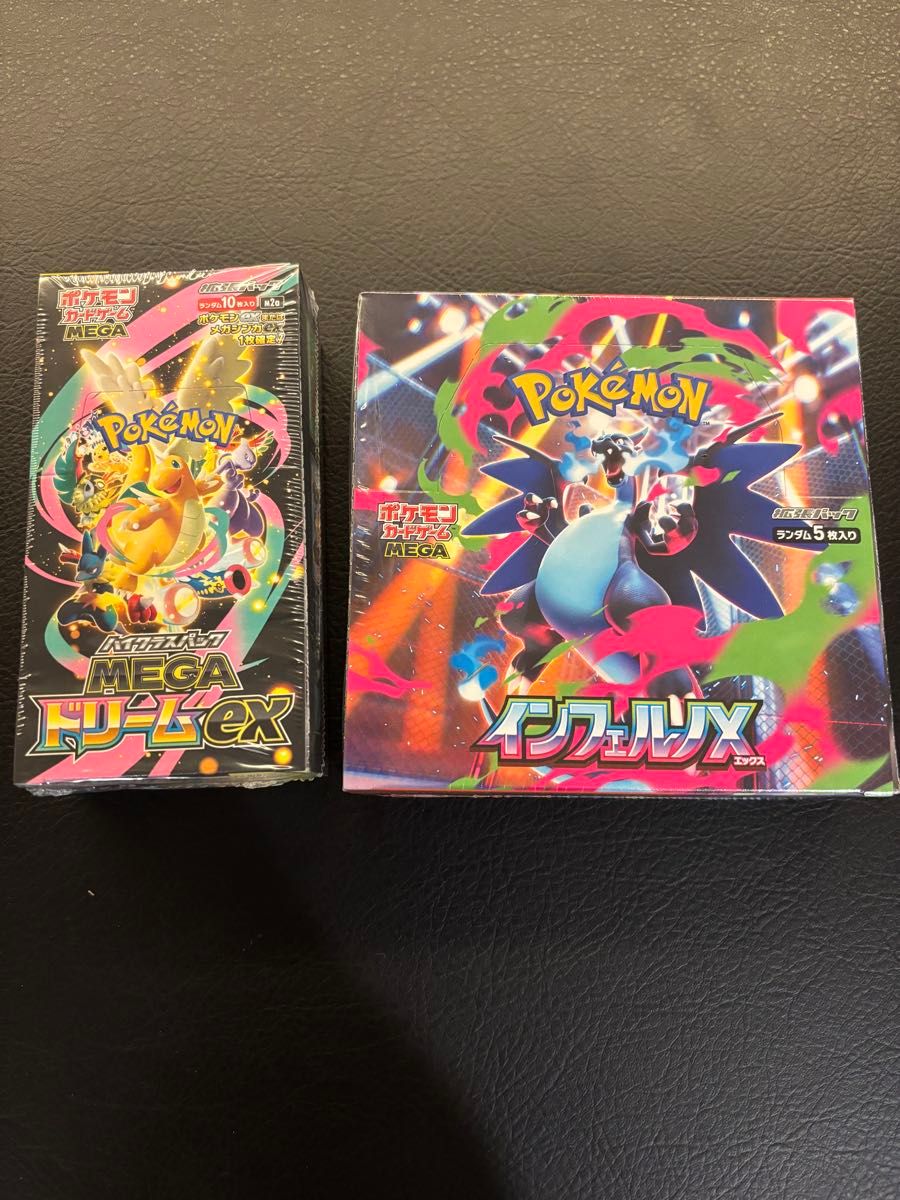 ポケモン
カードゲーム
MEGA
拡張パック
ランダム10枚入り M2a
ポケモンexまたは
メガシンカex
1枚確定!
POKéMON
ハイクラスパック
MEGA
ドリームex
POKéMON
TM
ポケモン
カードゲーム
MEGA
拡張パック
ランダム5枚入り
インフェルノX
エックス